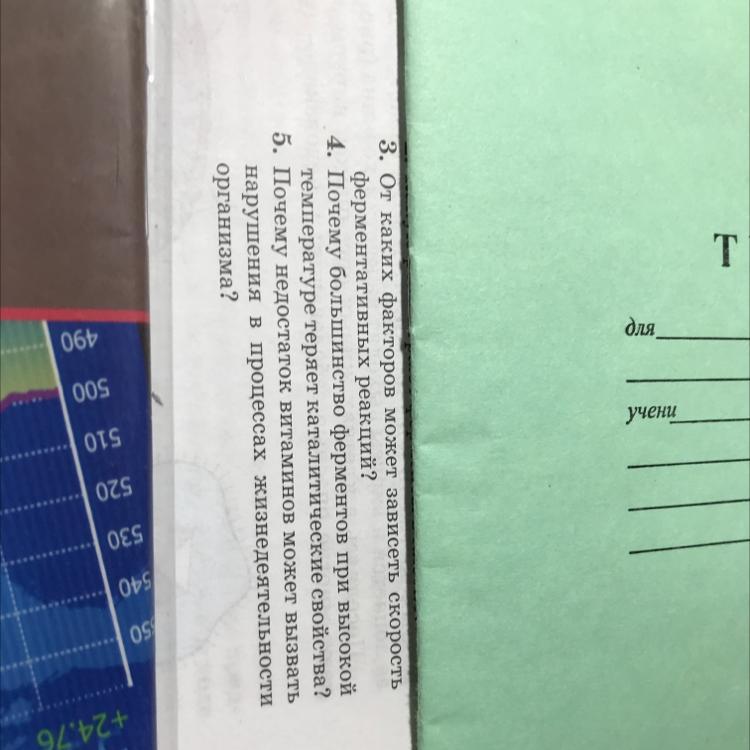 3. От каких факторов может зависеть скорость
ферментативных реакций?
4. Почему большинство ферментов при высокой
температуре теряет каталитические свойства?
5. Почему недостаток витаминов может вызвать
нарушения в процессах жизнедеятельности
организма?
Т
для
учени
490
500
510
520
530
540
550
+24.76